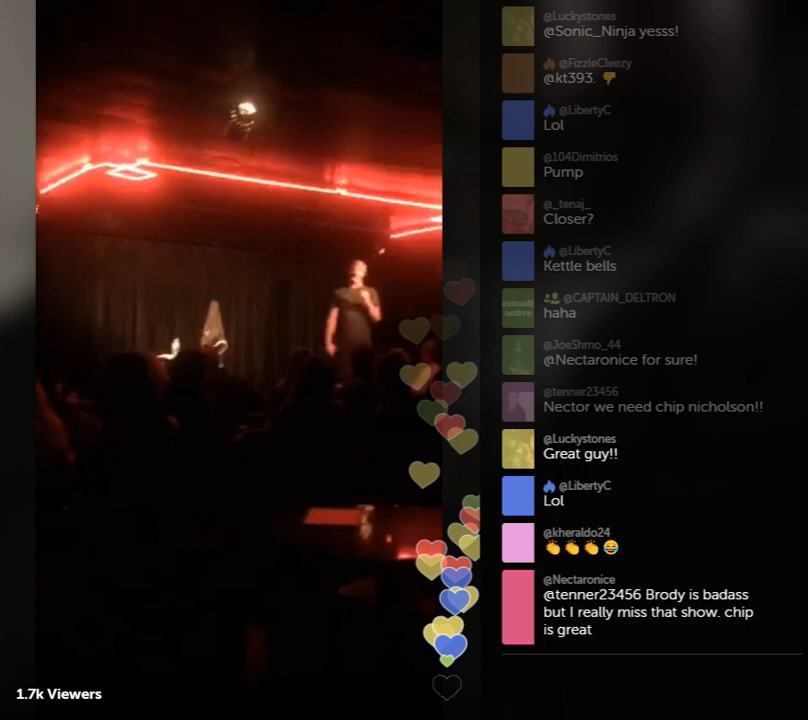 @Luckystones
@Sonic_Ninja yesss!
@FizzleCleezy
@kt393. 👎
@LibertyC
Lol
@104Dimitrios
Pump
@_tenaj_
Closer?
@LibertyC
Kettle bells
@CAPTAIN_DELTRON
haha
@JoeShmo_44
@Nectaronice for sure!
@tenner23456
Nector we need chip nicholson!!
@Luckystones
Great guy!!
@LibertyC
Lol
@kheraldo24
👏👏👏😂
@Nectaronice
@tenner23456 Brody is badass
but I really miss that show. chip
is great
1.7k Viewers